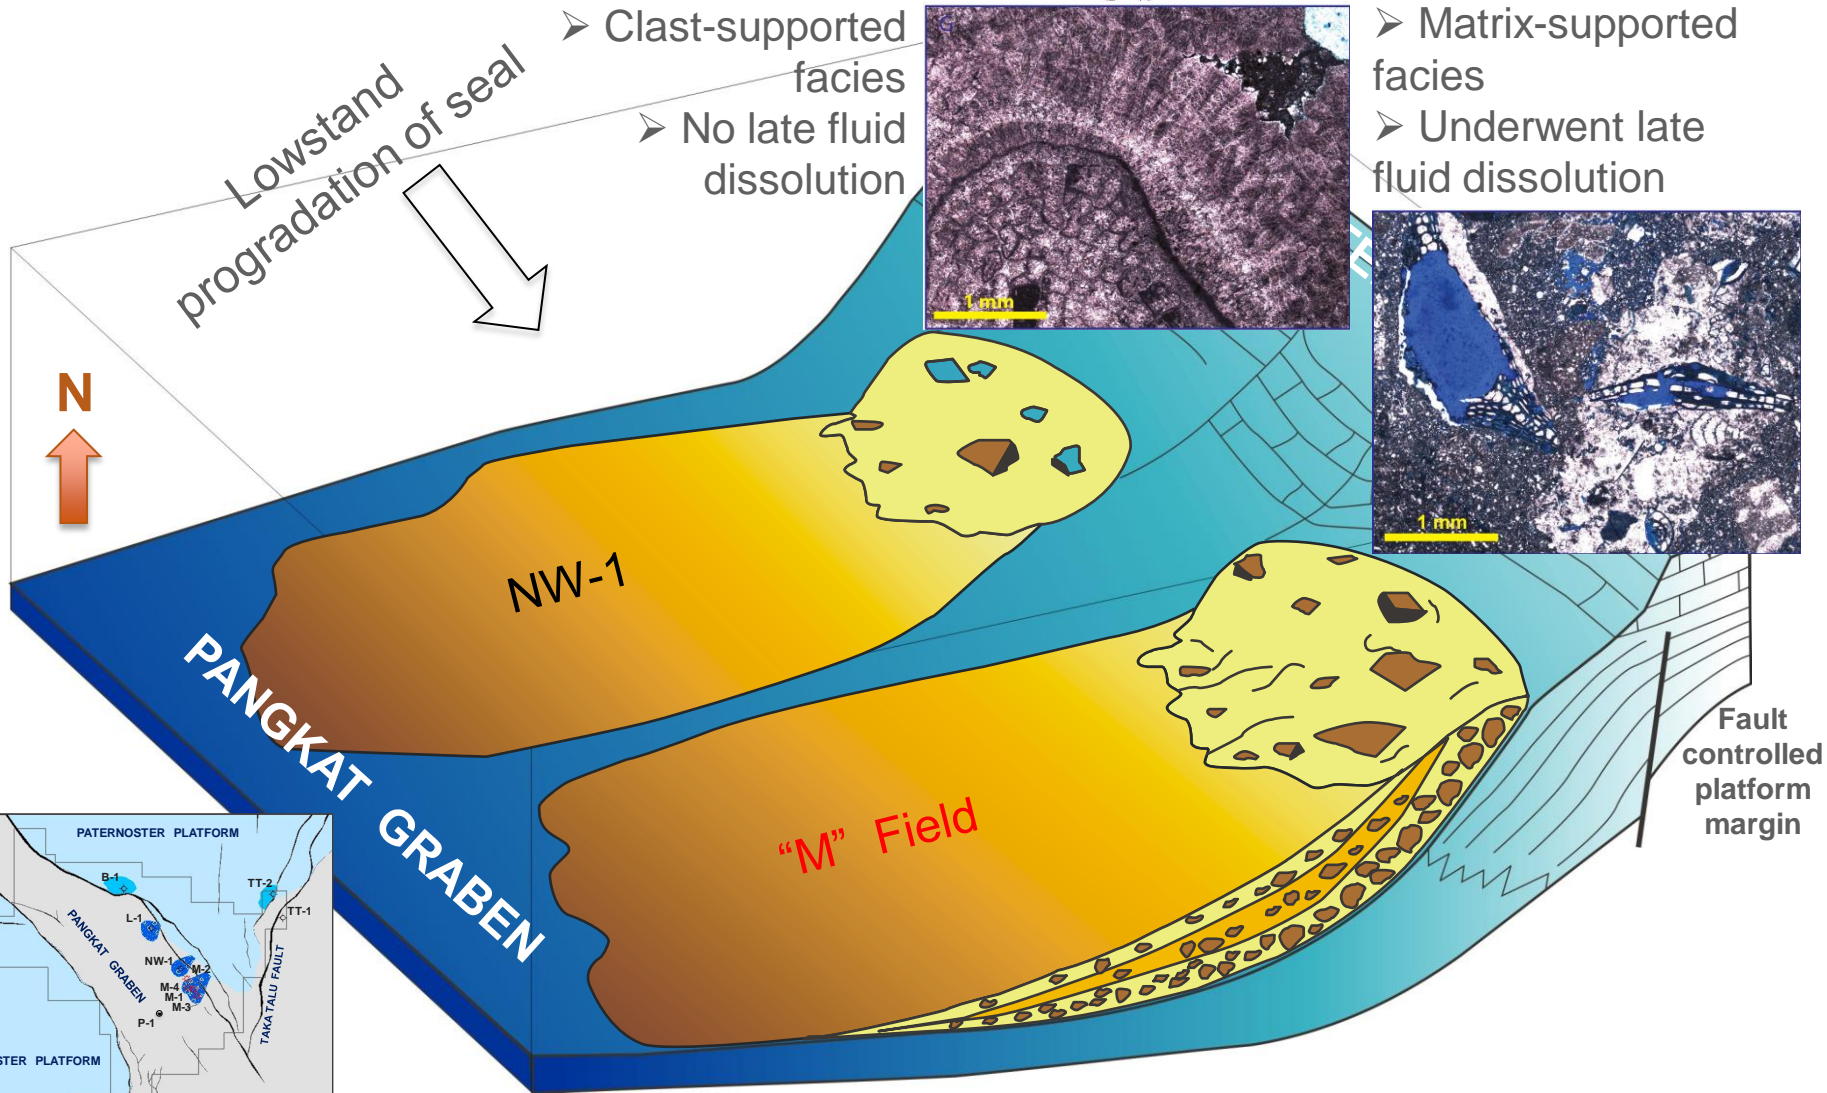 ➢ Clast-supported
facies
➢ No late fluid
dissolution
➢ Matrix-supported
facies
➢ Underwent late
fluid dissolution
Lowstand
progradation of seal
G
1 mm
1 mm
N
NW-1
PANGKAT GRABEN
“M” Field
Fault
controlled
platform
margin
PATERNOSTER PLATFORM
B-1
TT-2
TT-1
L-1
PANGKAT GRABEN
NW-1
M-2
M-4
M-1
M-3
P-1
TAKA TALU FAULT
STER PLATFORM